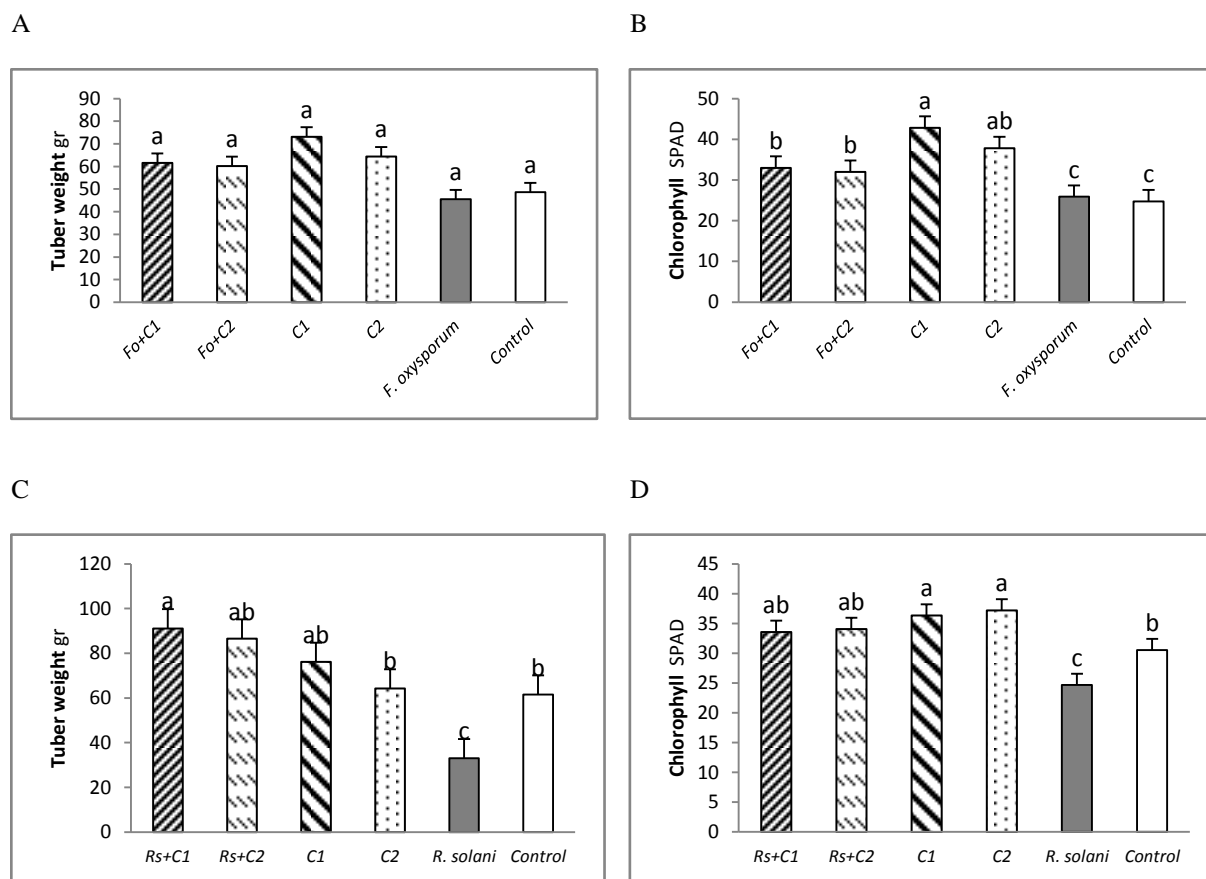 A
B
Tuber weight gr
90
80
70
60
50
40
30
20
10
0
a
a
a
a
a
a
Fo+C1
Fo+C2
C1
C2
F. oxysporum
Control
Chlorophyll SPAD
50
40
30
20
10
0
b
b
a
ab
c
c
Fo+C1
Fo+C2
C1
C2
F. oxysporum
Control
C
D
Tuber weight gr
120
100
80
60
40
20
0
a
ab
ab
b
c
b
Rs+C1
Rs+C2
C1
C2
R. solani
Control
Chlorophyll SPAD
45
40
35
30
25
20
15
10
5
0
ab
ab
a
a
c
b
Rs+C1
Rs+C2
C1
C2
R. solani
Control